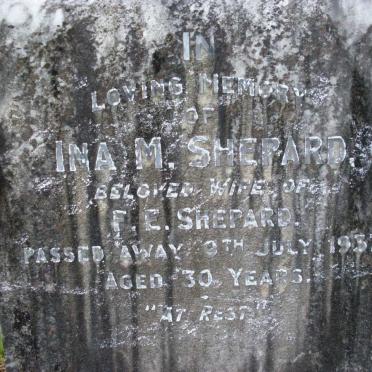 IN
LOVING MEMORY
OF
INA M. SHEPARD.
BELOVED WIFE OF
F. E. SHEPARD.
PASSED AWAY 9TH JULY
AGED 30 YEARS.
"AT REST"